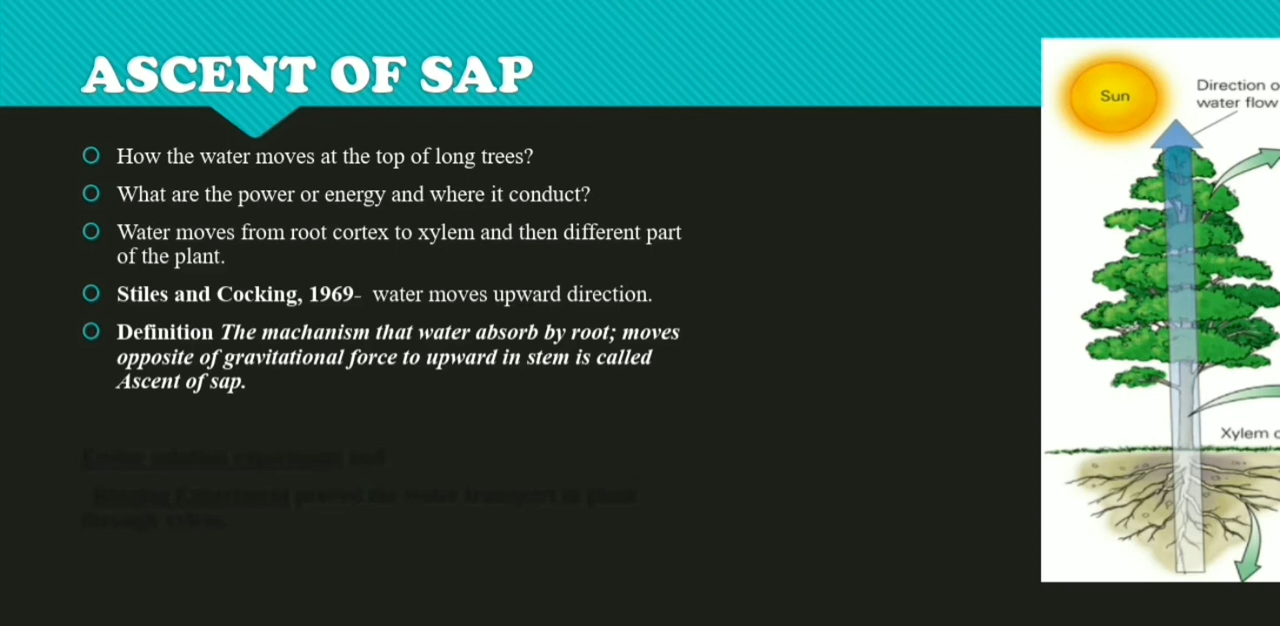 ASCENT OF SAP
How the water moves at the top of long trees?
What are the power or energy and where it conduct?
Water moves from root cortex to xylem and then different part
of the plant.
Stiles and Cocking, 1969- water moves upward direction.
Definition The machanism that water absorb by root; moves
opposite of gravitational force to upward in stem is called
Ascent of sap.
Sun
Direction o
water flow
Xylem